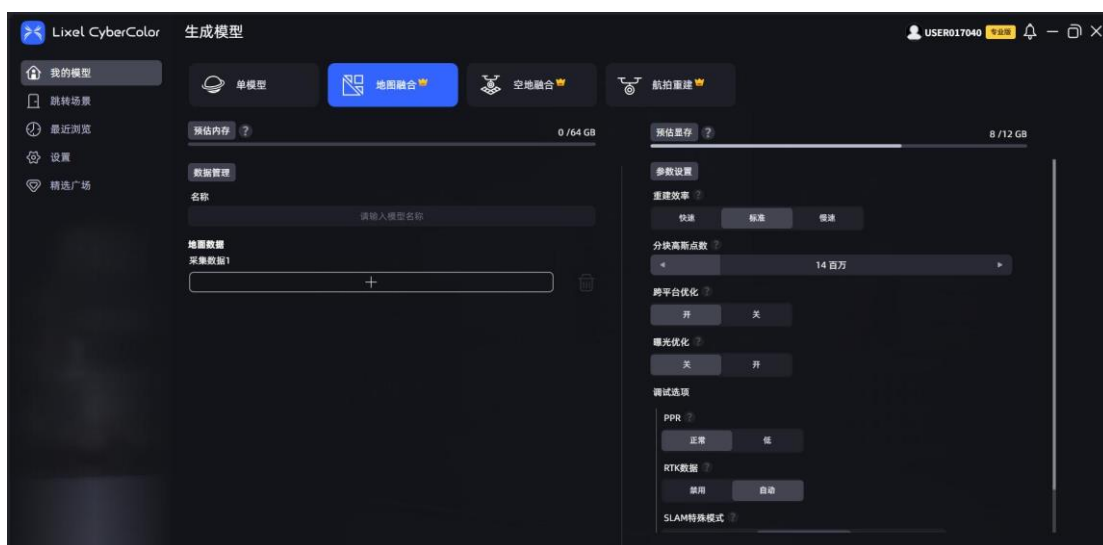 Lixel CyberColor
生成模型
USER017040 专业版
我的模型
跳转场景
最近浏览
设置
精选广场
单模型
地图融合
空地融合
航拍重建
预估内存 ?
0 /64 GB
数据管理
名称
请输入模型名称
地面数据
采集数据1
+
预估显存 ?
8 /12 GB
参数设置
重建效率 ?
快速 标准 慢速
分块高斯点数 ?
14 百万
跨平台优化 ?
开 关
曝光优化 ?
关 开
调试选项
PPR ?
正常 低
RTK数据 ?
禁用 自动
SLAM特殊模式 ?